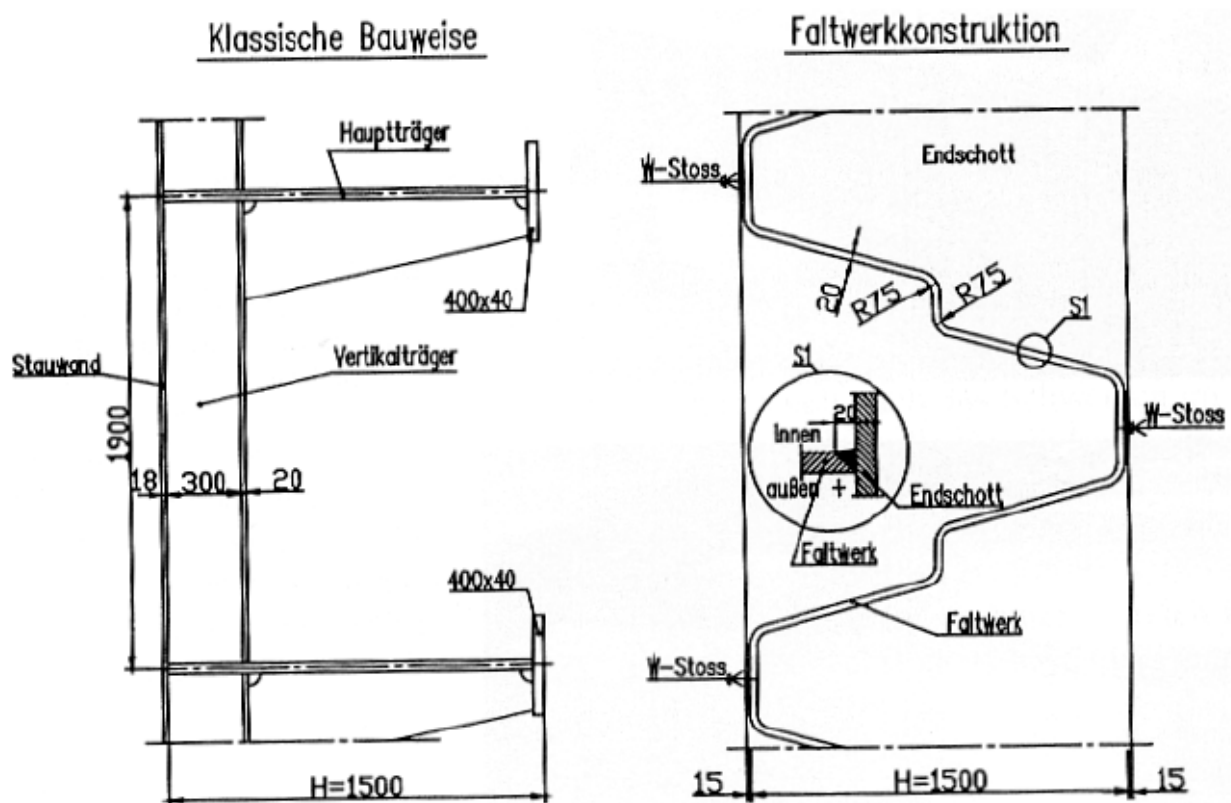 Klassische Bauweise
Hauptträger
400x40
Stauwand
Vertikalträger
1900
18 300 20
400x40
H=1500
Faltwerkkonstruktion
Endschott
W-Stoss
20
R75 R75
S1
S1
20
Innen
außen +
Endschott
Faltwerk
W-Stoss
Faltwerk
W-Stoss
15 H=1500 15